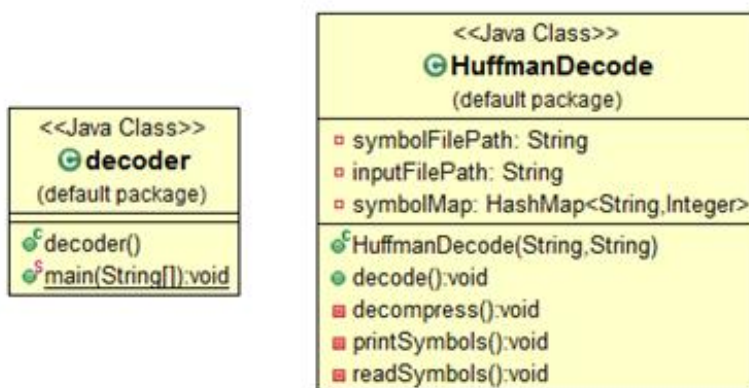 <<Java Class>>
decoder
(default package)
decoder()
main(String[]):void
<<Java Class>>
HuffmanDecode
(default package)
symbolFilePath: String
inputFilePath: String
symbolMap: HashMap<String,Integer>
HuffmanDecode(String,String)
decode():void
decompress():void
printSymbols():void
readSymbols():void